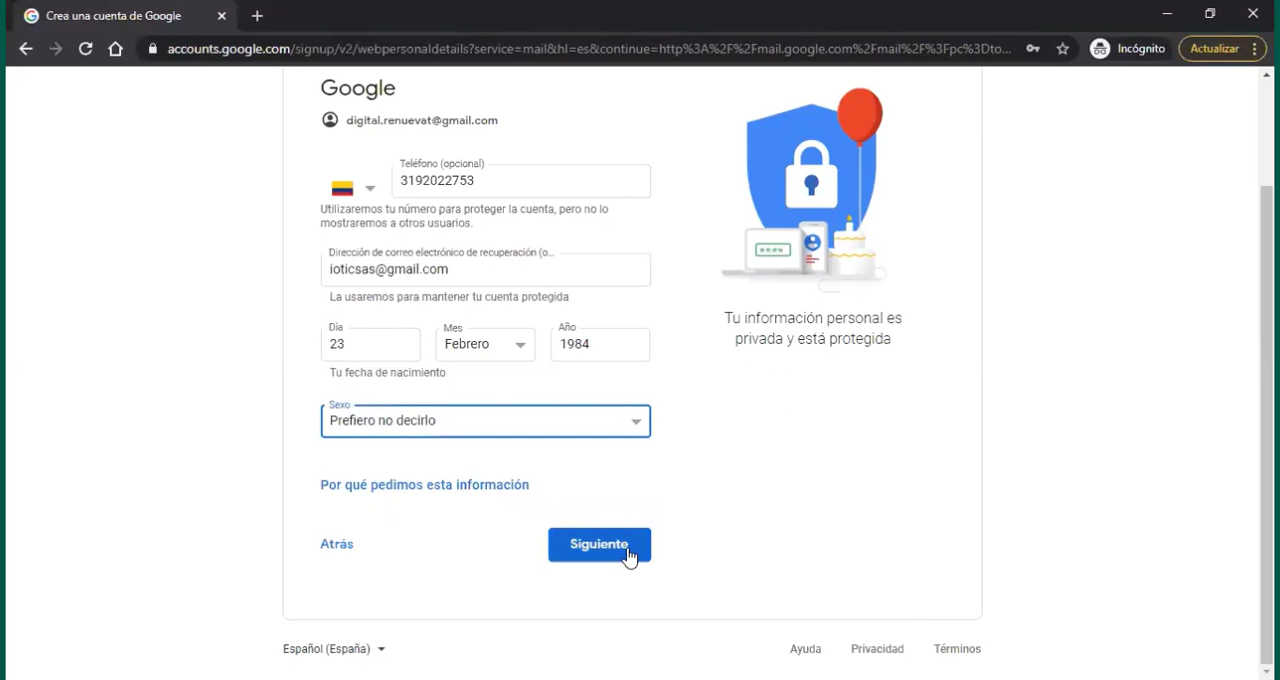 Crea una cuenta de Google
accounts.google.com/signup/v2/webpersonaldetails?service=mail&hl=es&continue=http%3A%2F%2Fmail.google.com%2Fmail%2F%3Fpc%3Dto...
Incógnito
Actualizar
Google
digital.renuevat@gmail.com
Teléfono (opcional)
3192022753
Utilizaremos tu número para proteger la cuenta, pero no lo
mostraremos a otros usuarios.
Dirección de correo electrónico de recuperación (o...
ioticsas@gmail.com
La usaremos para mantener tu cuenta protegida
Día
23
Mes
Febrero
Año
1984
Tu fecha de nacimiento
Sexo
Prefiero no decirlo
Por qué pedimos esta información
Atrás
Siguiente
Tu información personal es
privada y está protegida
Español (España)
Ayuda
Privacidad
Términos